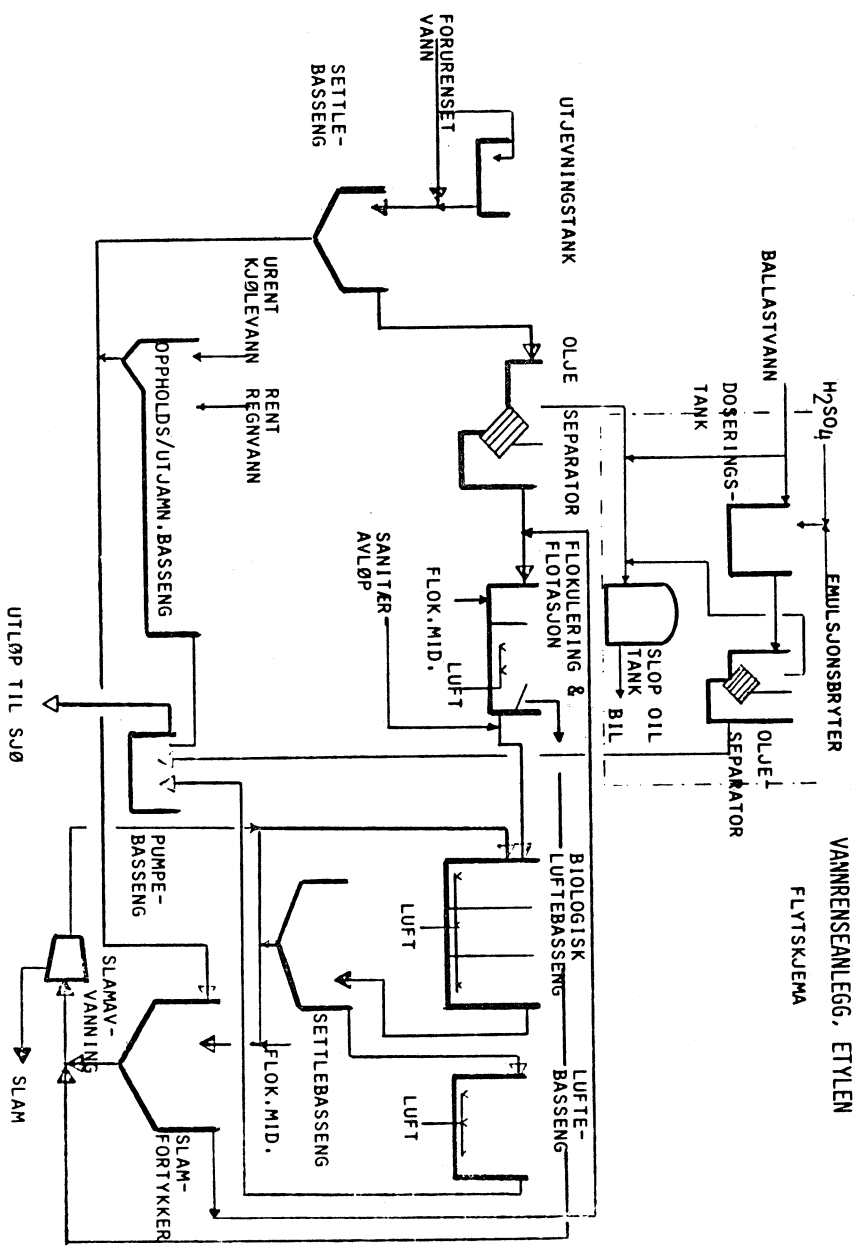 VANNRENSEANLEGG, ETYLEN
FLYTSKJEMA
H2SO4
EMULSJONSBRYTER
BALLASTVANN
DOSERINGS-
TANK
OLJE
SEPARATOR
SLOP OIL
TANK
BIL
UTJEVNINGSTANK
OLJE SEPARATOR
FLOKULERING &
FLOTASJON
BIOLOGISK
LUFTEBASSENG
LUFTE-
BASSENG
FORURENSET
VANN
FLOK.MID.
LUFT
LUFT
LUFT
SANITÆR-
AVLØP
SETTLE-
BASSENG
SETTLEBASSENG
FLOK.MID.
URENT
KJØLEVANN
RENT
REGNVANN
OPPHOLDS/UTJAMN.BASSENG
PUMPE-
BASSENG
SLAMAV-
VANNING
SLAM-
FORTYKKER
UTLØP TIL SJØ
SLAM